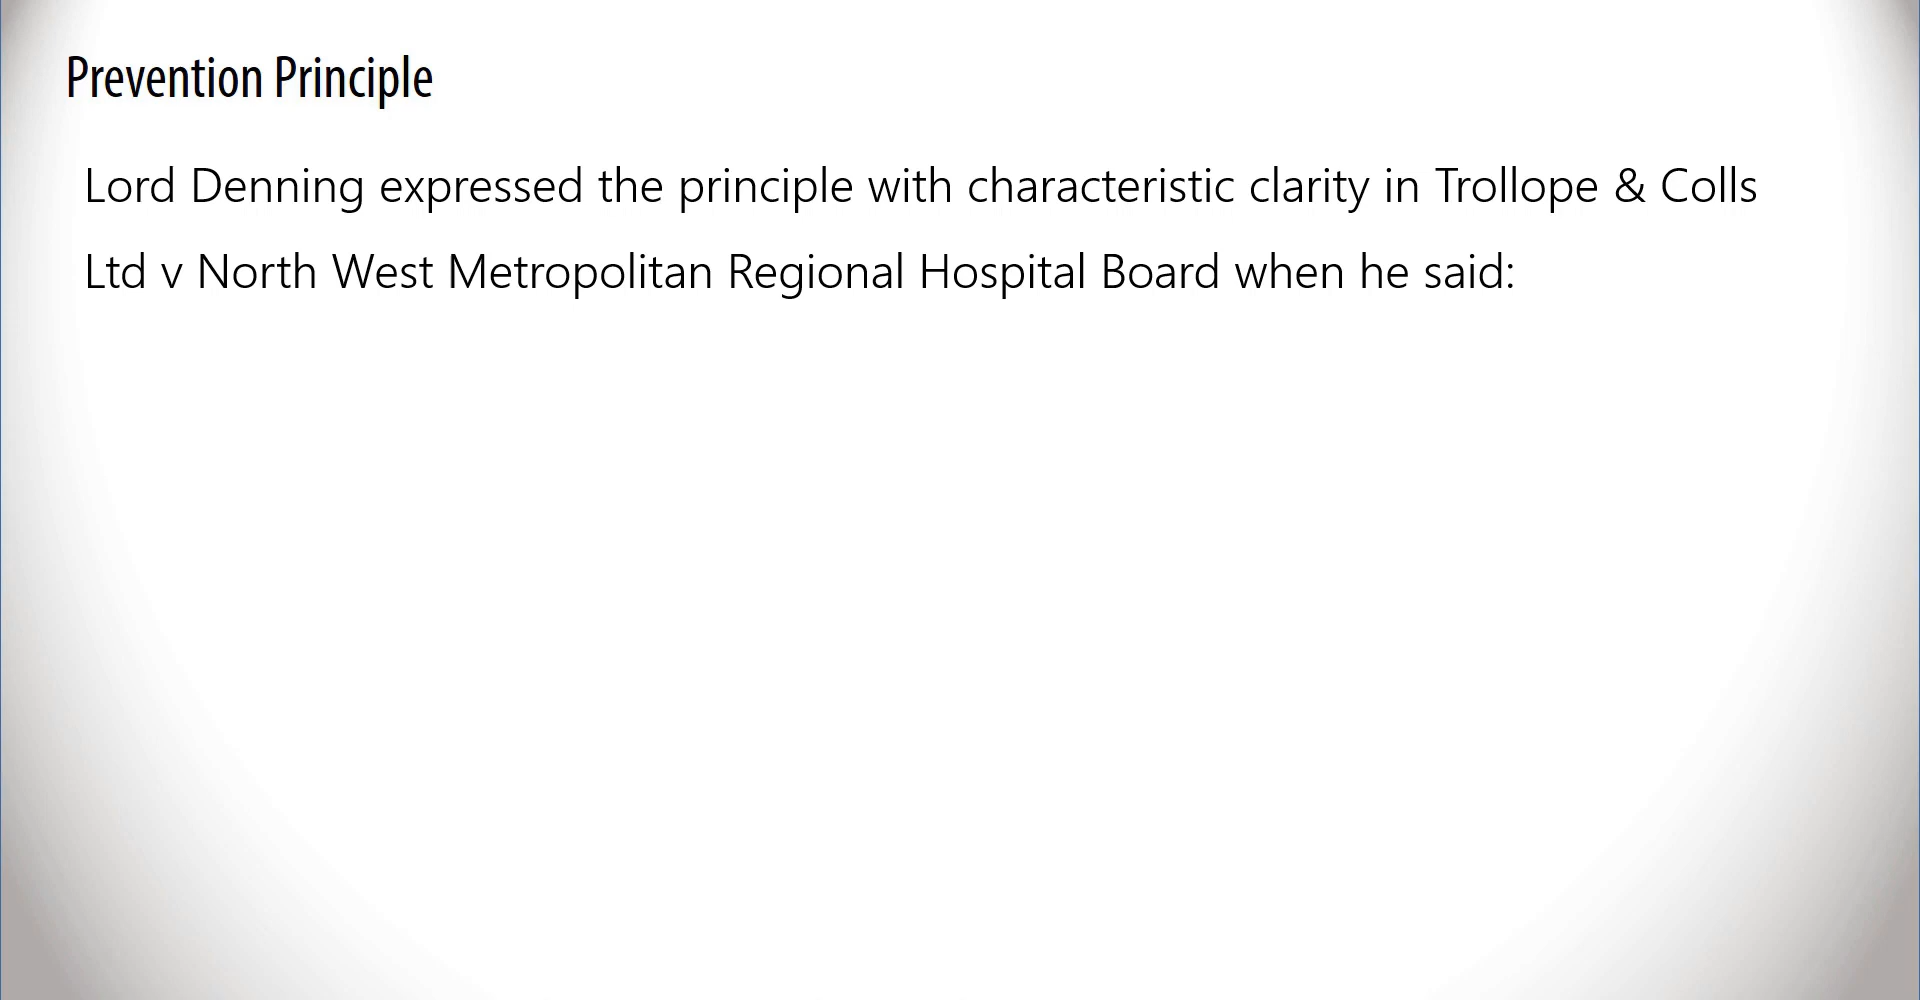 Prevention Principle
Lord Denning expressed the principle with characteristic clarity in Trollope & Colls
Ltd v North West Metropolitan Regional Hospital Board when he said: